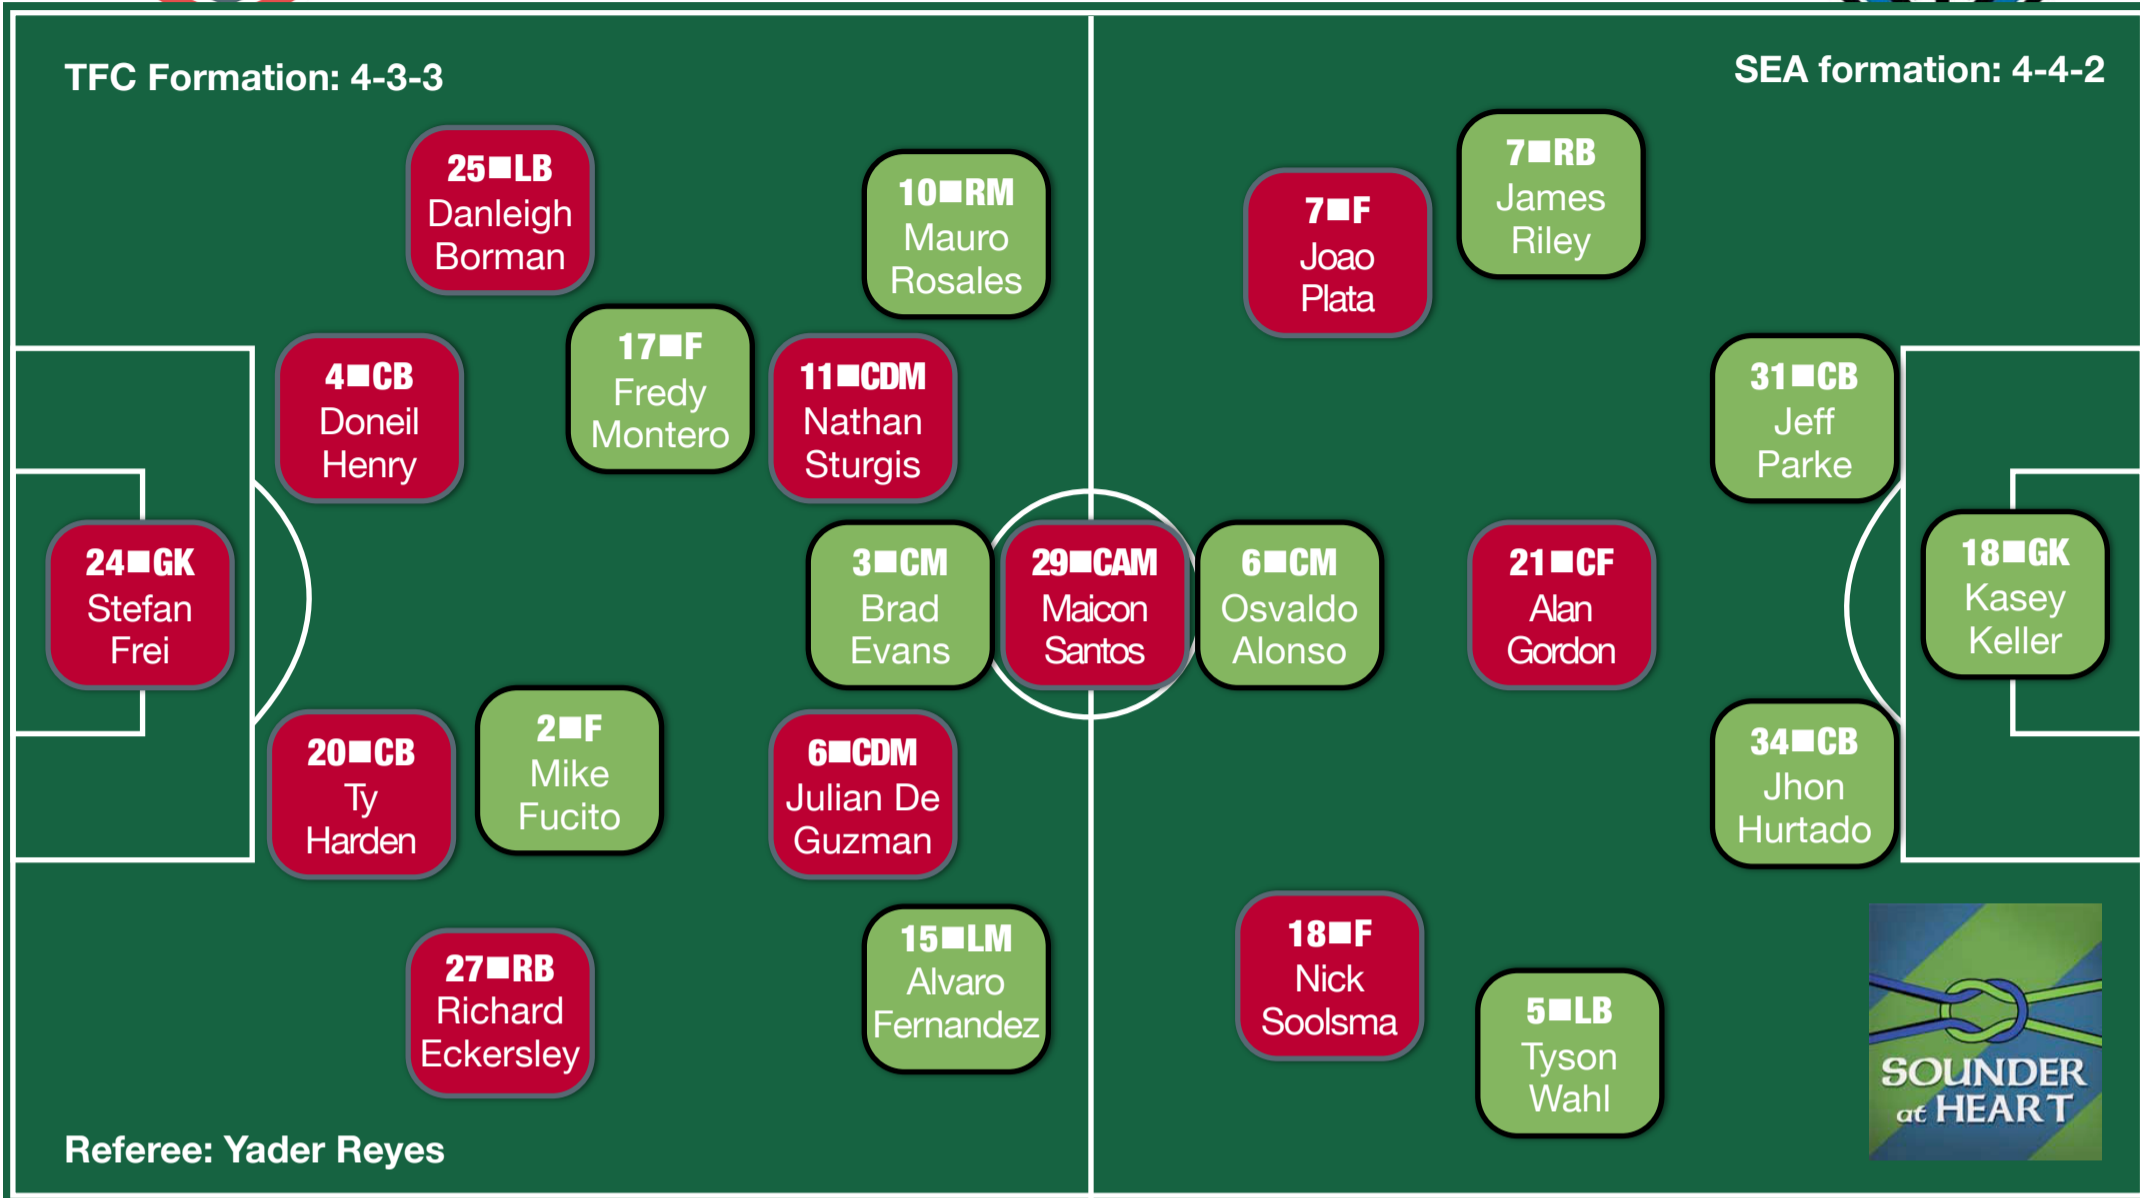 TFC Formation: 4-3-3
SEA formation: 4-4-2
25■LB
Danleigh
Borman
10■RM
Mauro
Rosales
7■F
Joao
Plata
7■RB
James
Riley
4■CB
Doneil
Henry
17■F
Fredy
Montero
11■CDM
Nathan
Sturgis
31■CB
Jeff
Parke
24■GK
Stefan
Frei
3■CM
Brad
Evans
29■CAM
Maicon
Santos
6■CM
Osvaldo
Alonso
21■CF
Alan
Gordon
18■GK
Kasey
Keller
20■CB
Ty
Harden
2■F
Mike
Fucito
6■CDM
Julian De
Guzman
34■CB
Jhon
Hurtado
27■RB
Richard
Eckersley
15■LM
Alvaro
Fernandez
18■F
Nick
Soolsma
5■LB
Tyson
Wahl
SOUNDER
at HEART
Referee: Yader Reyes